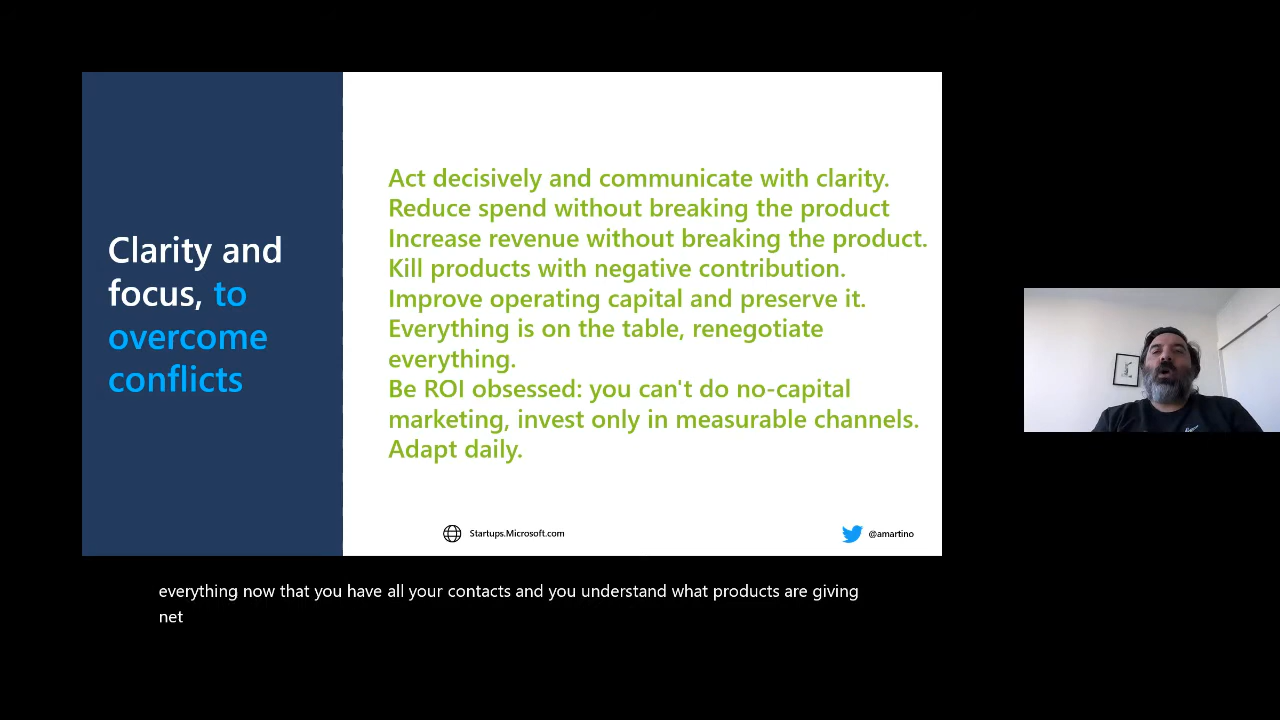 Clarity and
focus, to
overcome
conflicts
Act decisively and communicate with clarity.
Reduce spend without breaking the product
Increase revenue without breaking the product.
Kill products with negative contribution.
Improve operating capital and preserve it.
Everything is on the table, renegotiate
everything.
Be ROI obsessed: you can't do no-capital
marketing, invest only in measurable channels.
Adapt daily.
Startups.Microsoft.com
@amartino
everything now that you have all your contacts and you understand what products are giving
net